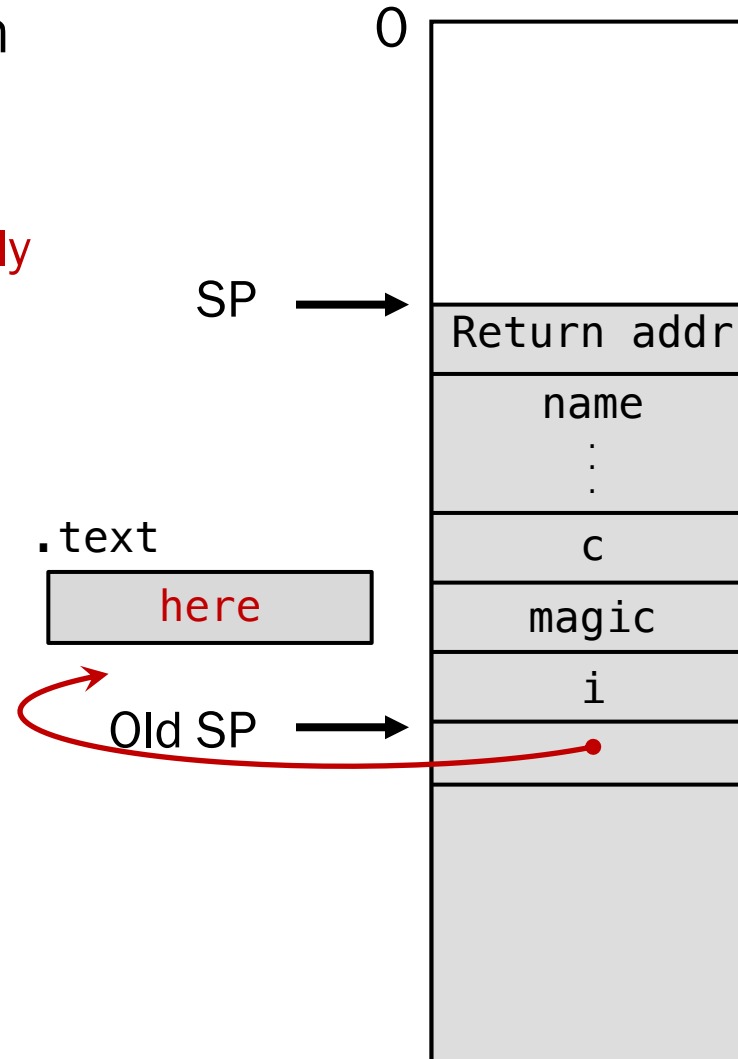 0
SP
Return addr
name
.
.
.
.text
c
here
magic
i
Old SP